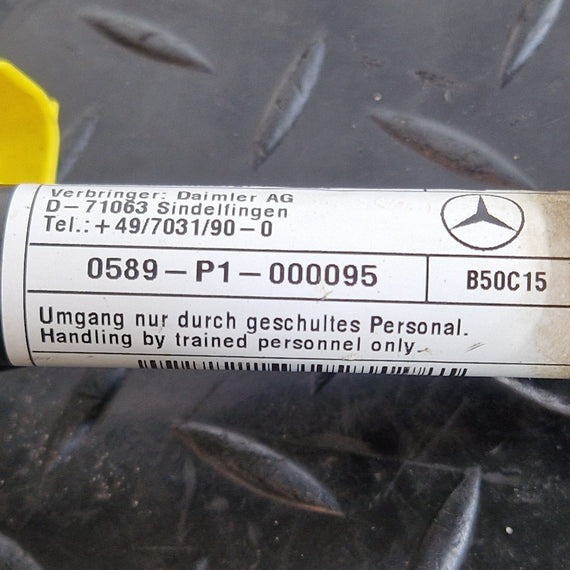 Verbringer: Daimler AG
D-71063 Sindelfingen
Tel.: +49/7031/90-0
0589-P1-000095
B50C15
Umgang nur durch geschultes Personal.
Handling by trained personnel only.